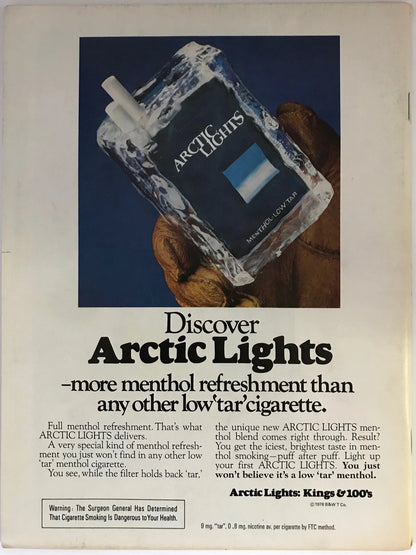 ARCTIC
LIGHTS
MENTHOL·LOW TAR
Discover
Arctic Lights
–more menthol refreshment than
any other low 'tar' cigarette.
Full menthol refreshment. That's what
ARCTIC LIGHTS delivers.
A very special kind of menthol refresh-
ment you just won't find in any other low
'tar' menthol cigarette.
You see, while the filter holds back 'tar,'
the unique new ARCTIC LIGHTS men-
thol blend comes right through. Result?
You get the iciest, brightest taste in men-
thol smoking—puff after puff. Light up
your first ARCTIC LIGHTS. You just
won't believe it's a low 'tar' menthol.
Arctic Lights: Kings & 100's
© 1976 B&W T Co.
Warning: The Surgeon General Has Determined
That Cigarette Smoking Is Dangerous to Your Health.
9 mg. "tar", 0.8 mg. nicotine av. per cigarette by FTC method.